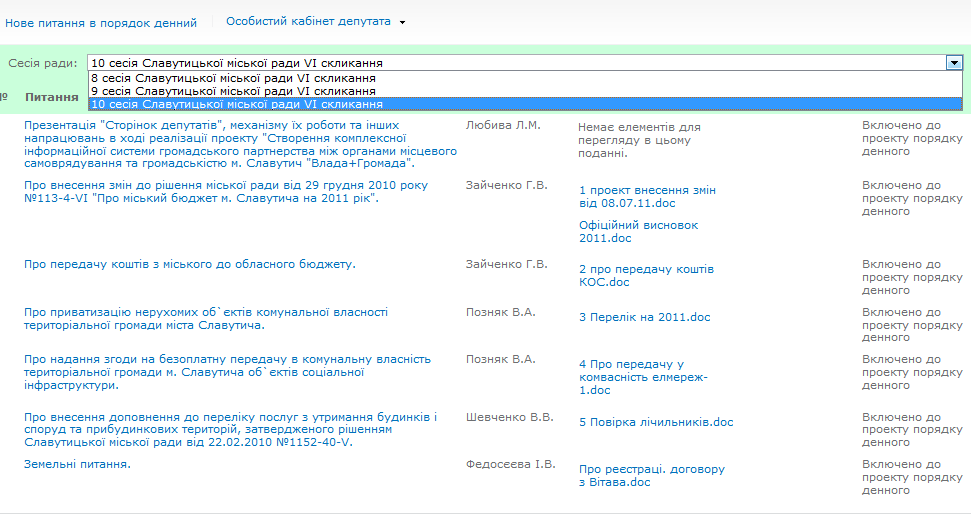 Нове питання в порядок денний
Особистий кабінет депутата
Сесія ради:
10 сесія Славутицької міської ради VI скликання
8 сесія Славутицької міської ради VI скликання
9 сесія Славутицької міської ради VI скликання
10 сесія Славутицької міської ради VI скликання
№ Питання
Презентація "Сторінок депутатів", механізму їх роботи та інших
напрацювань в ході реалізації проекту "Створення комплексної
інформаційної системи громадського партнерства між органами місцевого
самоврядування та громадськістю м. Славутич "Влада+Громада".
Любива Л.М.
Немає елементів для
перегляду в цьому
поданні.
Включено до
проекту порядку
денного
Про внесення змін до рішення міської ради від 29 грудня 2010 року
№113-4-VI "Про міський бюджет м. Славутича на 2011 рік".
Зайченко Г.В.
1 проект внесення змін
від 08.07.11.doc
Офіційний висновок
2011.doc
Включено до
проекту порядку
денного
Про передачу коштів з міського до обласного бюджету.
Зайченко Г.В.
2 про передачу коштів
КОС.doc
Включено до
проекту порядку
денного
Про приватизацію нерухомих об`єктів комунальної власності
територіальної громади міста Славутича.
Позняк В.А.
3 Перелік на 2011.doc
Включено до
проекту порядку
денного
Про надання згоди на безоплатну передачу в комунальну власність
територіальної громади м. Славутича об`єктів соціальної
інфраструктури.
Позняк В.А.
4 Про передачу у
комвасність елмереж-
1.doc
Включено до
проекту порядку
денного
Про внесення доповнення до переліку послуг з утримання будинків і
споруд та прибудинкових територій, затвердженого рішенням
Славутицької міської ради від 22.02.2010 №1152-40-V.
Шевченко В.В.
5 Повірка лічильників.doc
Включено до
проекту порядку
денного
Земельні питання.
Федосєєва І.В.
Про реєстраці. договору
з Вітава.doc
Включено до
проекту порядку
денного